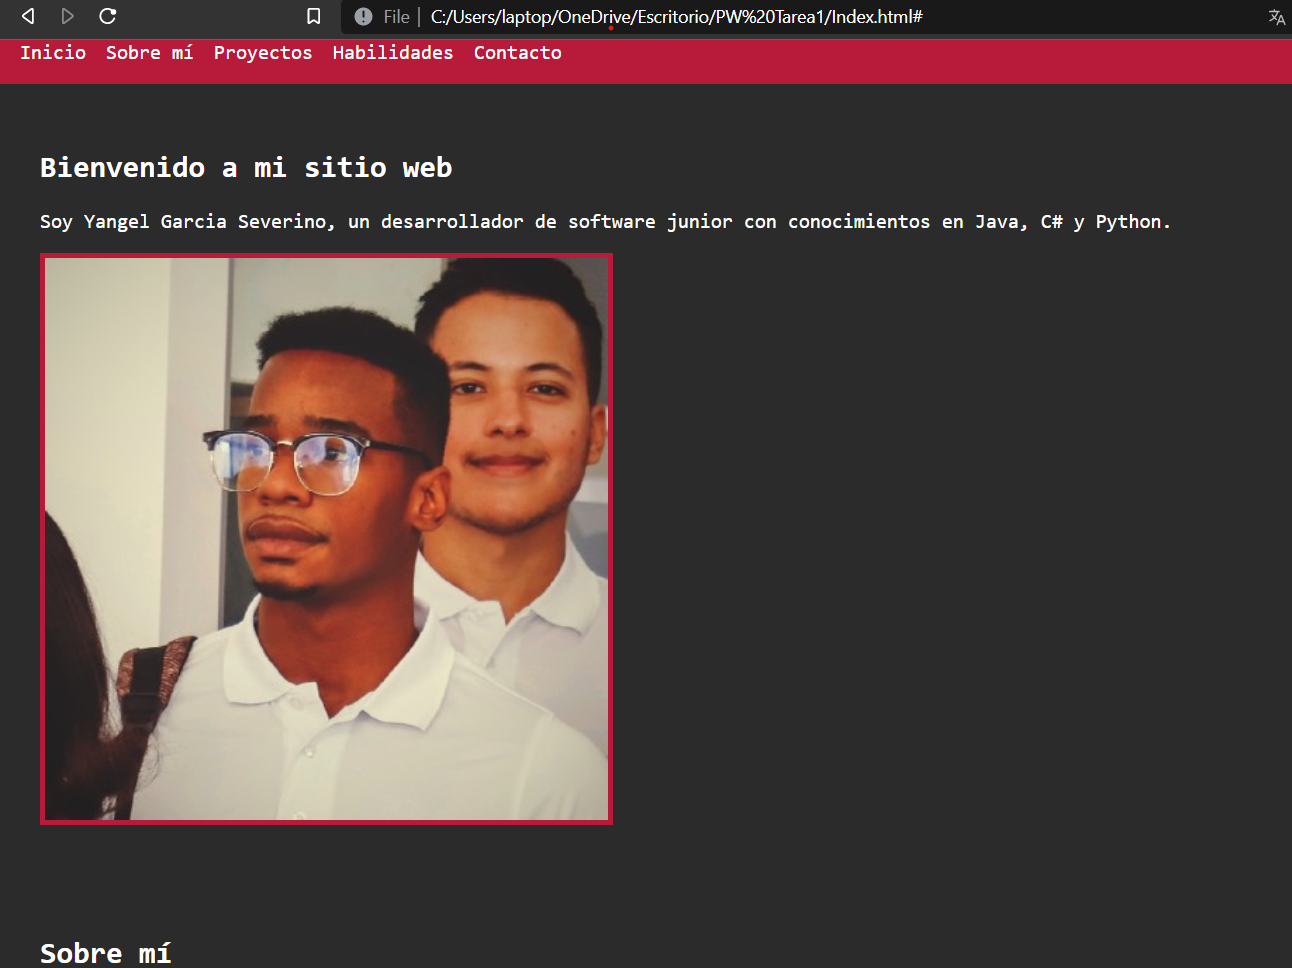 File C:/Users/laptop/OneDrive/Escritorio/PW%20Tarea1/Index.html#
Inicio Sobre mí Proyectos Habilidades Contacto
Bienvenido a mi sitio web
Soy Yangel Garcia Severino, un desarrollador de software junior con conocimientos en Java, C# y Python.
Sobre mí